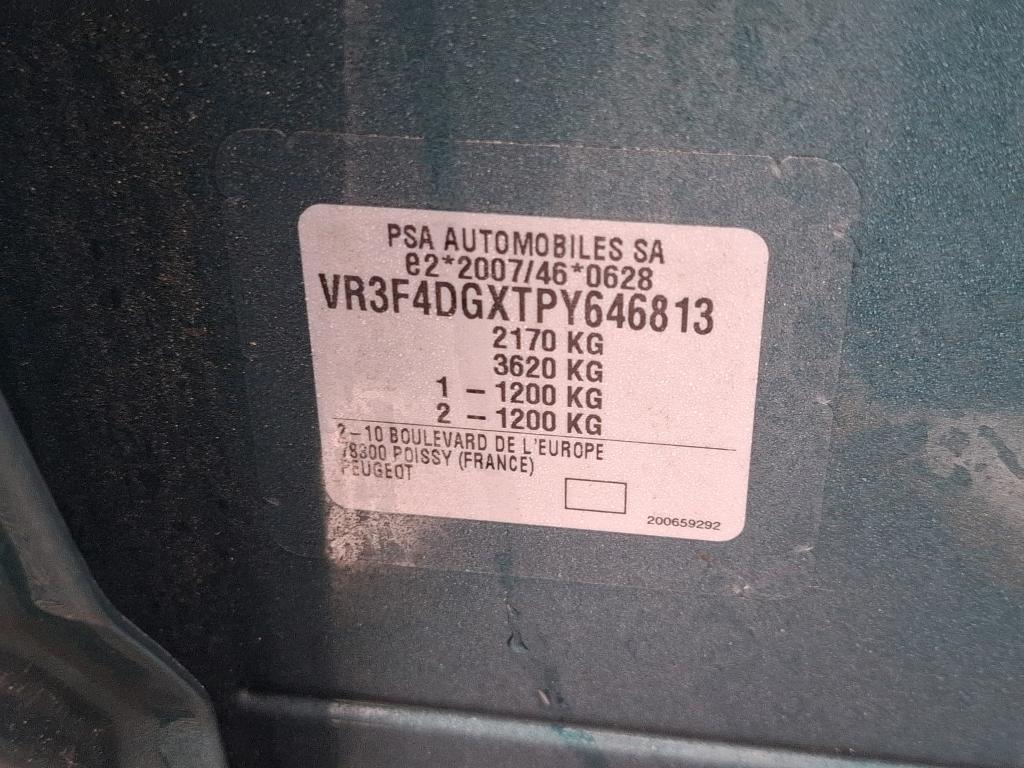 PSA AUTOMOBILES SA
e2*2007/46*0628
VR3F4DGXTPY646813
2170 KG
3620 KG
1 – 1200 KG
2 – 1200 KG
2–10 BOULEVARD DE L'EUROPE
78300 POISSY (FRANCE)
PEUGEOT
200659292